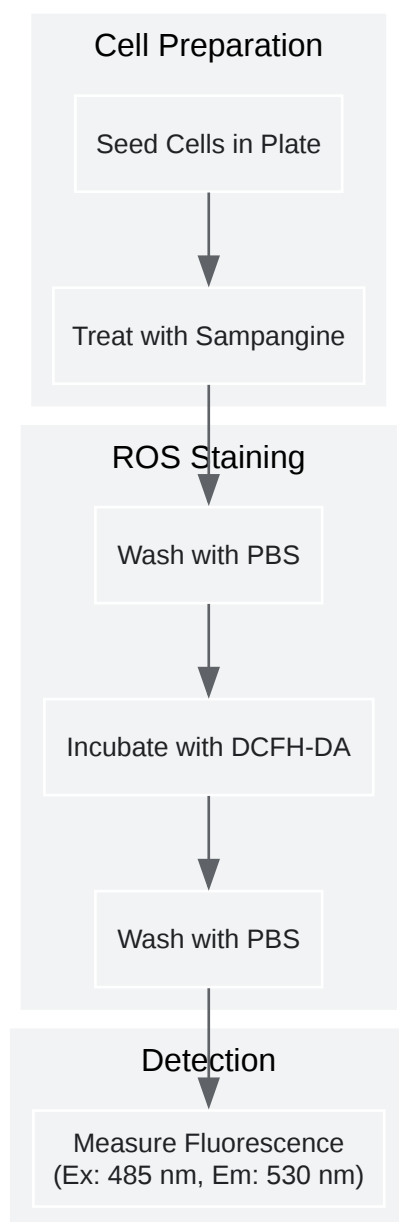 Cell Preparation
Seed Cells in Plate
Treat with Sampangine
ROS Staining
Wash with PBS
Incubate with DCFH-DA
Wash with PBS
Detection
Measure Fluorescence
(Ex: 485 nm, Em: 530 nm)